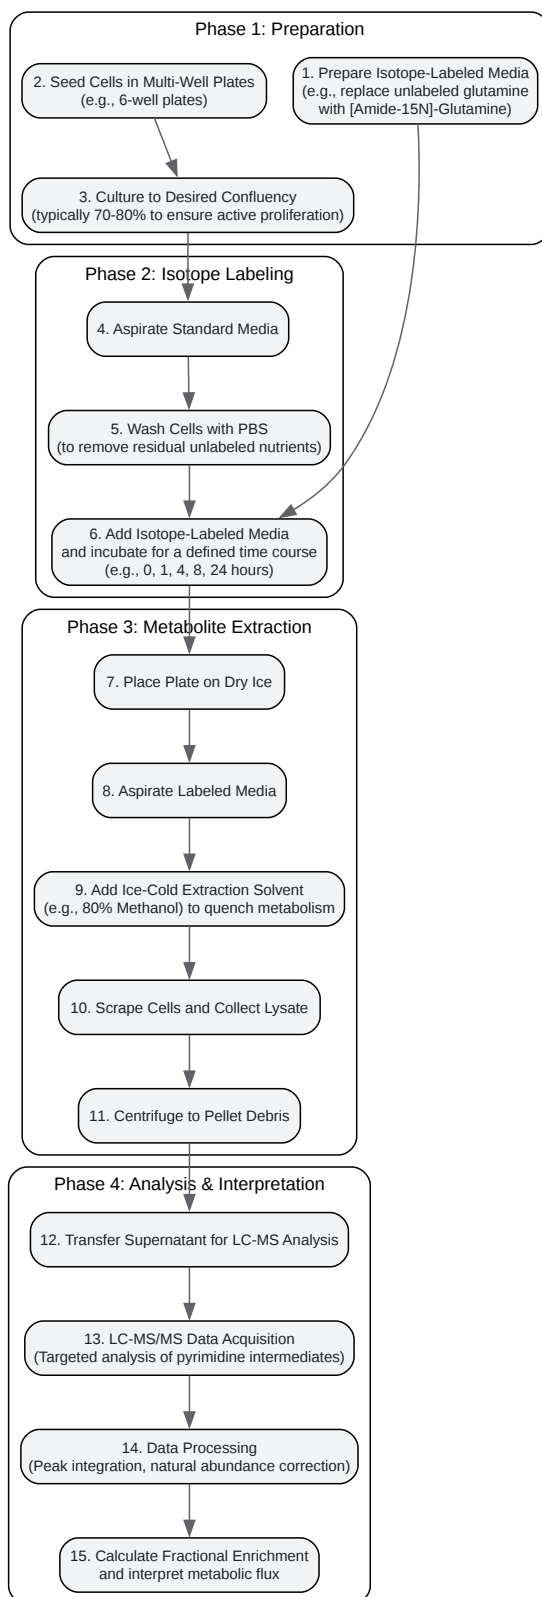 Phase 1: Preparation
1. Prepare Isotope-Labeled Media
(e.g., replace unlabeled glutamine
with [Amide-15N]-Glutamine)
2. Seed Cells in Multi-Well Plates
(e.g., 6-well plates)
3. Culture to Desired Confluency
(typically 70-80% to ensure active proliferation)
Phase 2: Isotope Labeling
4. Aspirate Standard Media
5. Wash Cells with PBS
(to remove residual unlabeled nutrients)
6. Add Isotope-Labeled Media
and incubate for a defined time course
(e.g., 0, 1, 4, 8, 24 hours)
Phase 3: Metabolite Extraction
7. Place Plate on Dry Ice
8. Aspirate Labeled Media
9. Add Ice-Cold Extraction Solvent
(e.g., 80% Methanol) to quench metabolism
10. Scrape Cells and Collect Lysate
11. Centrifuge to Pellet Debris
Phase 4: Analysis & Interpretation
12. Transfer Supernatant for LC-MS Analysis
13. LC-MS/MS Data Acquisition
(Targeted analysis of pyrimidine intermediates)
14. Data Processing
(Peak integration, natural abundance correction)
15. Calculate Fractional Enrichment
and interpret metabolic flux